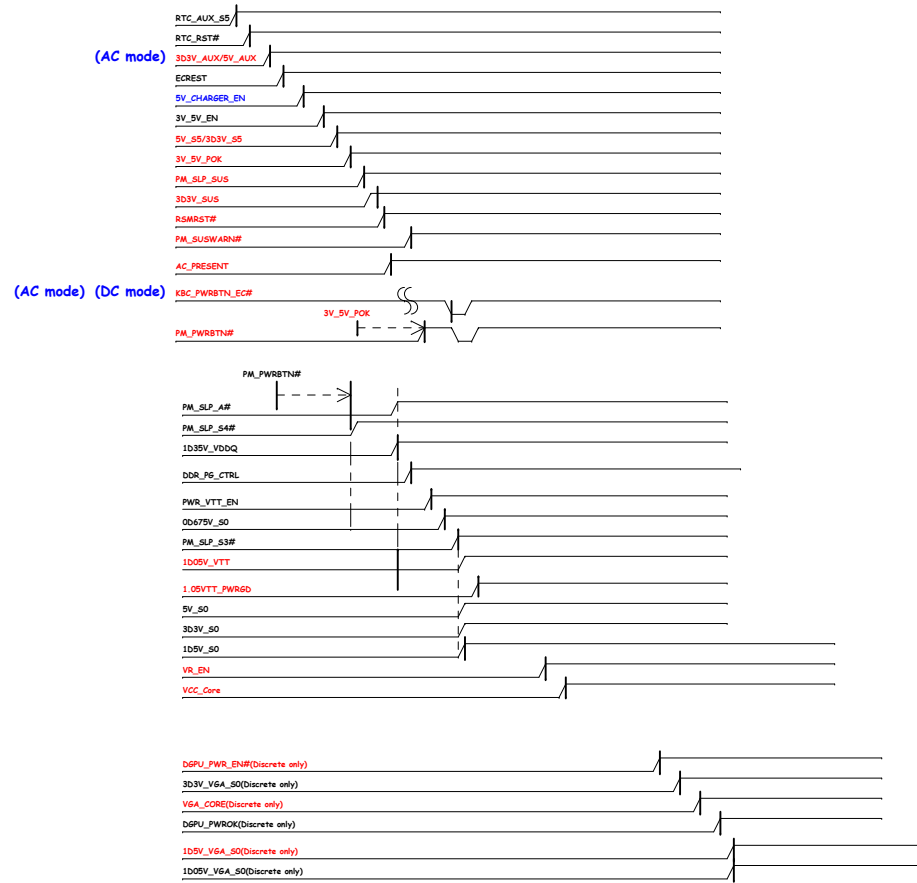 RTC_AUX_S5
RTC_RST#
(AC mode) 3D3V_AUX/5V_AUX
ECREST
5V_CHARGER_EN
3V_5V_EN
5V_S5/3D3V_S5
3V_5V_POK
PM_SLP_SUS
3D3V_SUS
RSMRST#
PM_SUSWARN#
AC_PRESENT
(AC mode) (DC mode) KBC_PWRBTN_EC#
3V_5V_POK
PM_PWRBTN#
PM_PWRBTN#
PM_SLP_A#
PM_SLP_S4#
1D35V_VDDQ
DDR_PG_CTRL
PWR_VTT_EN
0D675V_S0
PM_SLP_S3#
1D05V_VTT
1.05VTT_PWRGD
5V_S0
3D3V_S0
1D5V_S0
VR_EN
VCC_Core
DGPU_PWR_EN#(Discrete only)
3D3V_VGA_S0(Discrete only)
VGA_CORE(Discrete only)
DGPU_PWROK(Discrete only)
1D5V_VGA_S0(Discrete only)
1D05V_VGA_S0(Discrete only)